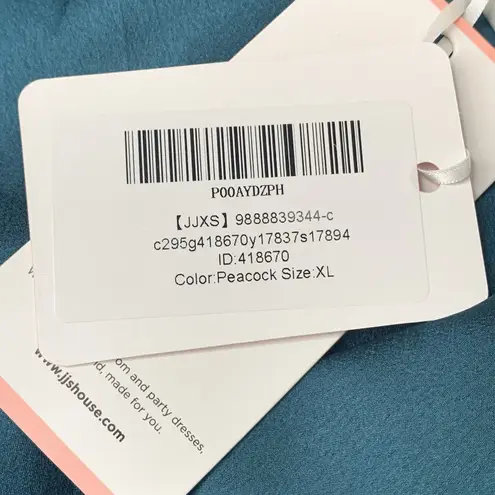 P00AYDZPH
【JJXS】9888839344-c
c295g418670y17837s17894
ID:418670
Color:Peacock Size:XL
om and party dresses,
d, made for you.
www.jjshouse.com